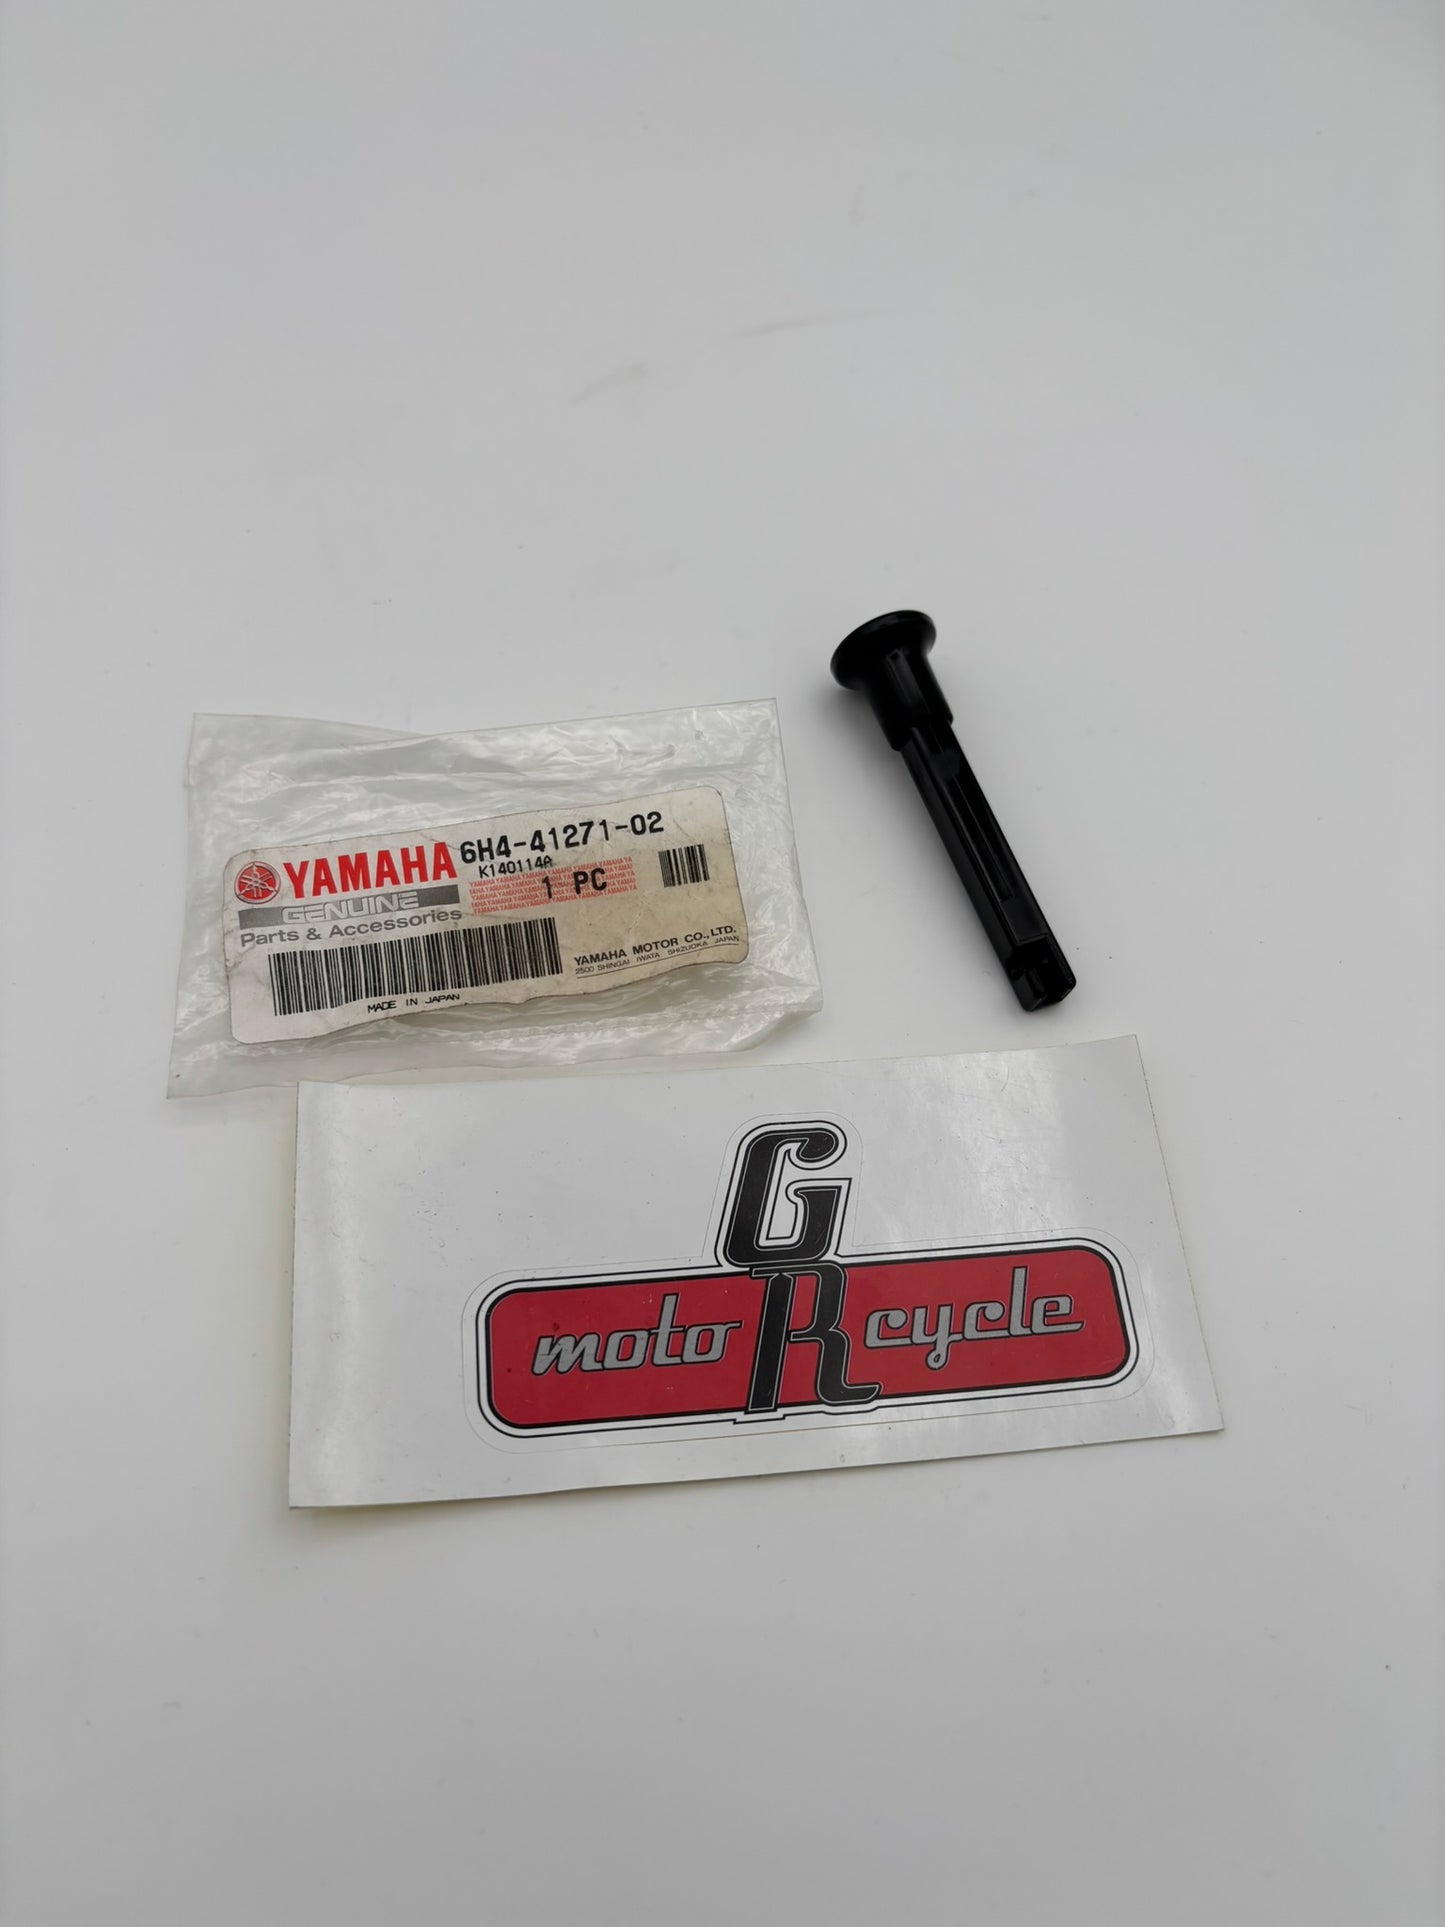 YAMAHA 6H4-41271-02
K140114A
GENUINE 1 PC
Parts & Accessories
YAMAHA MOTOR CO.,LTD.
2500 SHINGAI IWATA SHIZUOKA JAPAN
MADE IN JAPAN
GR
moto cycle